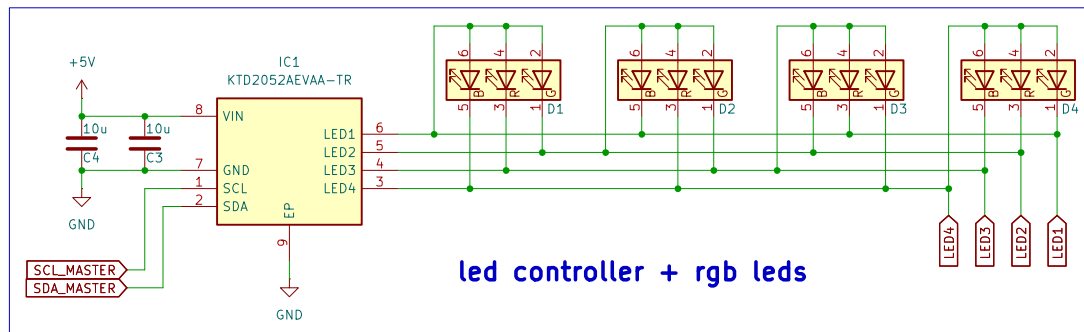 6 4 2 6 4 2 6 4 2 6 4 2
B R G B R G B R G B R G
5 3 1 D1 5 3 1 D2 5 3 1 D3 5 3 1 D4
+5V IC1
KTD2052AEVAA-TR
10u 10u 8 VIN
C4 C3
LED1 6
LED2 5
7 GND LED3 4
1 SCL LED4 3
2 SDA
EP
9
GND
SCL_MASTER
SDA_MASTER
GND
LED4 LED3 LED2 LED1
led controller + rgb leds